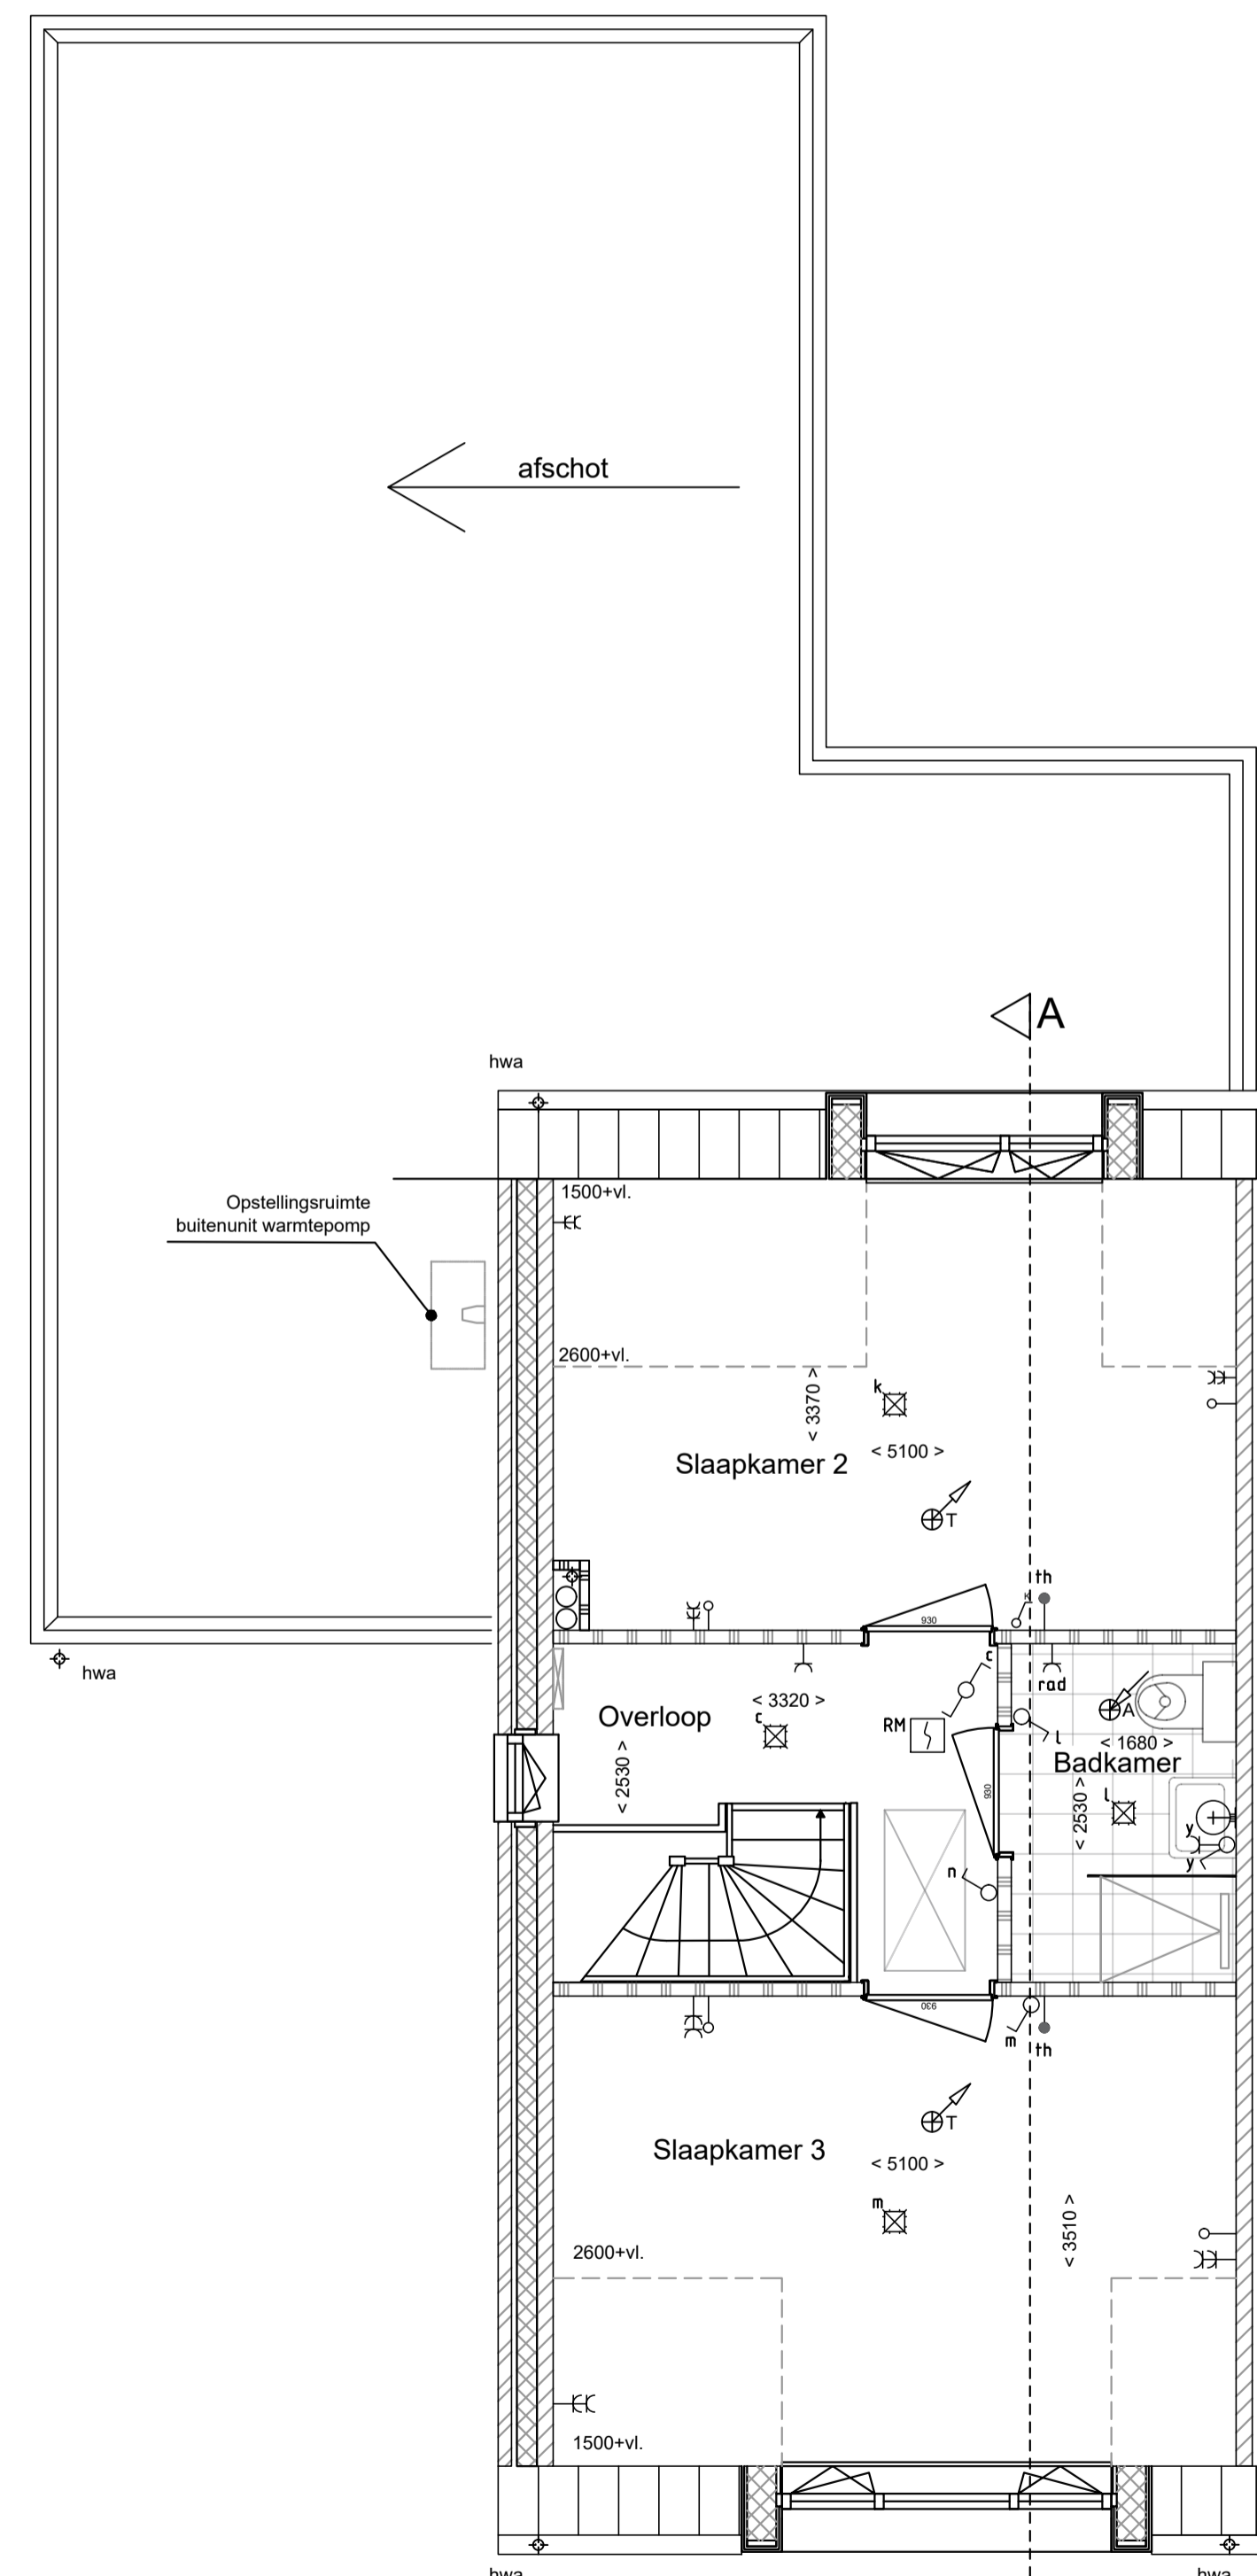 afschot
A
hwa
Opstellingsruimte
buitenunit warmtepomp
1500+vl.
2600+vl.
< 3370 >
k
< 5100 >
Slaapkamer 2
T
th
930
K
hwa
c
rad
< 3320 >
Overloop
c
RM
A
l
< 1680 >
Badkamer
< 2530 >
930
< 2530 >
l
y
y
n
930
m
th
T
Slaapkamer 3
< 5100 >
m
< 3510 >
2600+vl.
1500+vl.
hwa
hwa